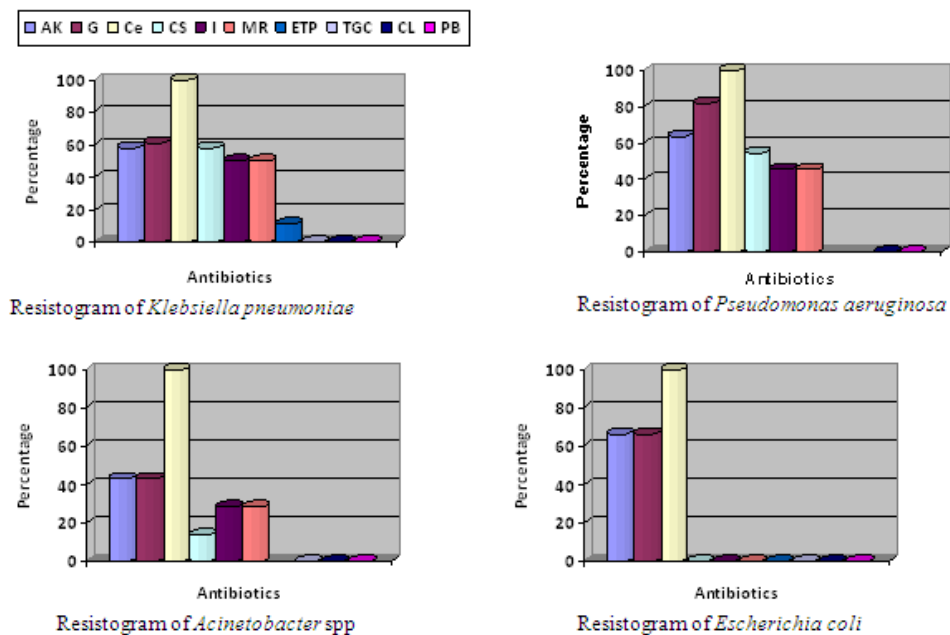 AK G Ce CS I MR ETP TGC CL PB
100
80
60
40
20
0
Percentage
Antibiotics
Resistogram of Klebsiella pneumoniae
100
80
60
40
20
0
Percentage
Antibiotics
Resistogram of Pseudomonas aeruginosa
100
80
60
40
20
0
Percentage
Antibiotics
Resistogram of Acinetobacter spp
100
80
60
40
20
0
Percentage
Antibiotics
Resistogram of Escherichia coli